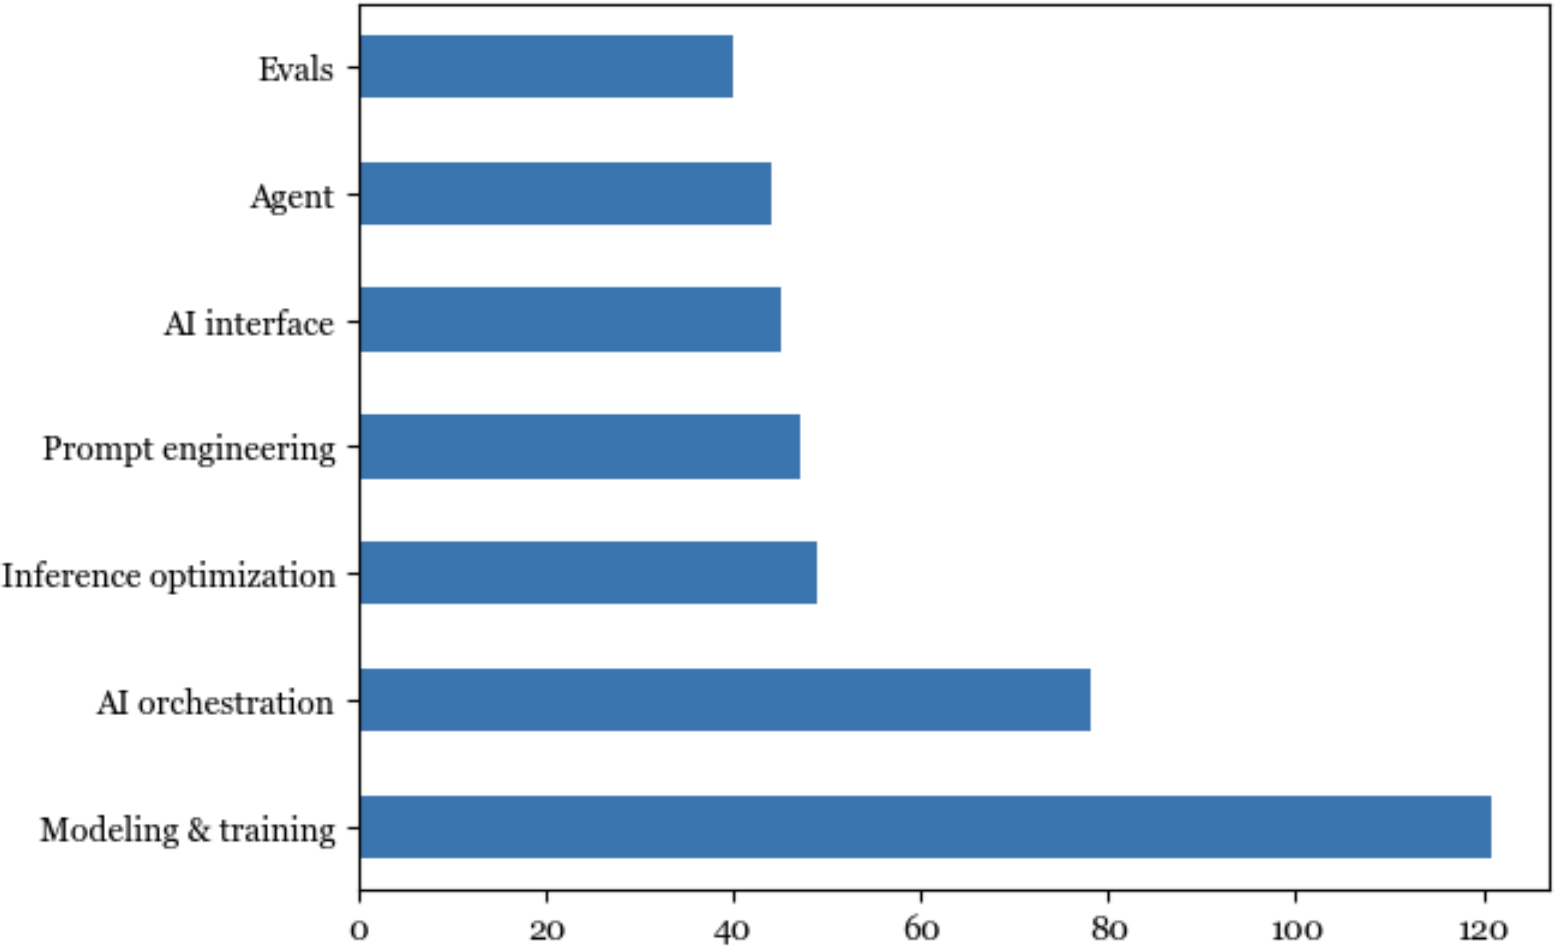 Evals
Agent
AI interface
Prompt engineering
Inference optimization
AI orchestration
Modeling & training
0 20 40 60 80 100 120